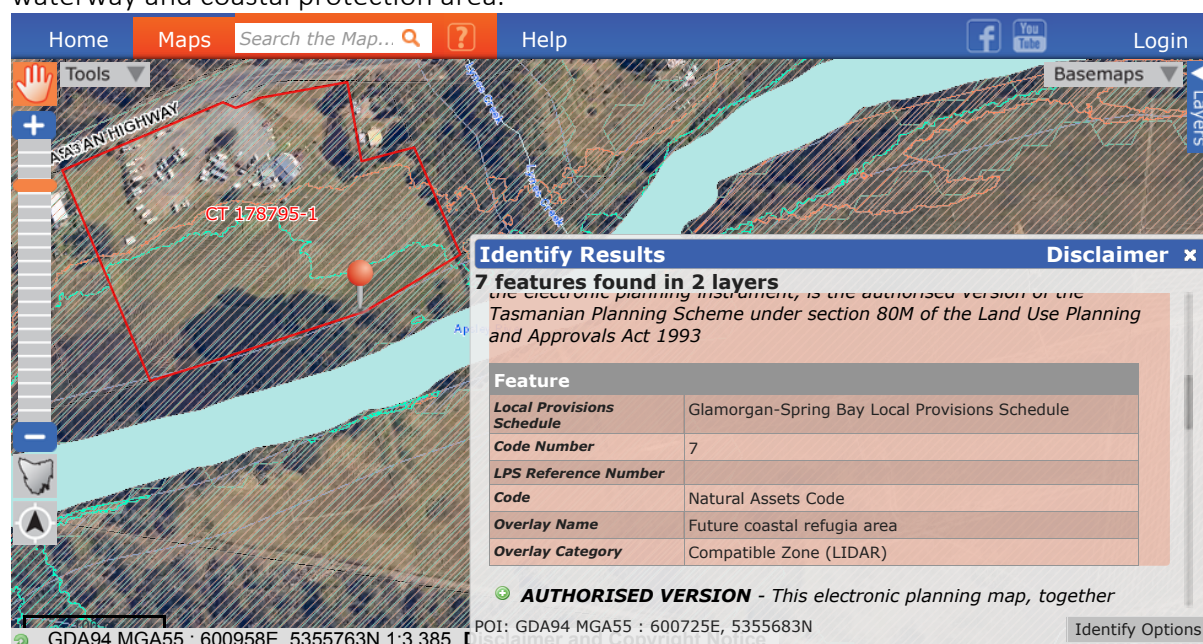 waterway and coastal protection area.
Home Maps Search the Map... ? Help f You Tube Login
Tools Basemaps
Layers
AN HIGHWAY
CT 178795-1
Identify Results Disclaimer ×
7 features found in 2 layers
the electronic planning instrument, is the authorised version of the
Tasmanian Planning Scheme under section 80M of the Land Use Planning
and Approvals Act 1993
Feature
Local Provisions Schedule Glamorgan-Spring Bay Local Provisions Schedule
Code Number 7
LPS Reference Number
Code Natural Assets Code
Overlay Name Future coastal refugia area
Overlay Category Compatible Zone (LIDAR)
AUTHORISED VERSION - This electronic planning map, together
POI: GDA94 MGA55 : 600725E, 5355683N
Identify Options
GDA94 MGA55 : 600958E, 5355763N 1:3,385 Disclaimer and Copyright Notice